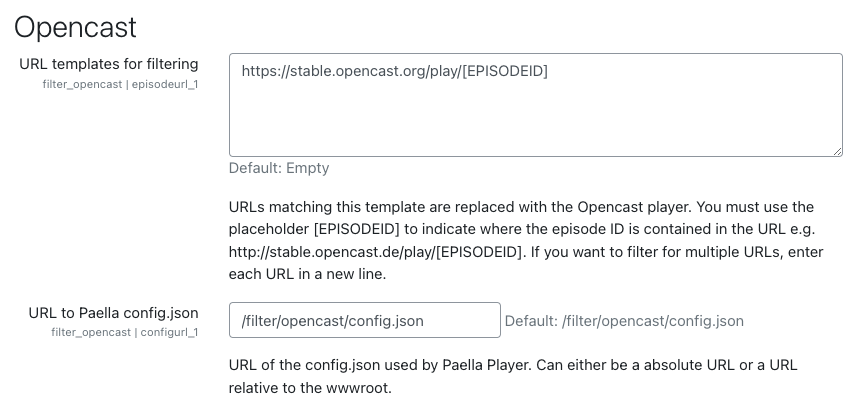 Opencast
URL templates for filtering
filter_opencast | episodeurl_1
https://stable.opencast.org/play/[EPISODEID]
Default: Empty
URLs matching this template are replaced with the Opencast player. You must use the
placeholder [EPISODEID] to indicate where the episode ID is contained in the URL e.g.
http://stable.opencast.de/play/[EPISODEID]. If you want to filter for multiple URLs, enter
each URL in a new line.
URL to Paella config.json
filter_opencast | configurl_1
/filter/opencast/config.json Default: /filter/opencast/config.json
URL of the config.json used by Paella Player. Can either be a absolute URL or a URL
relative to the wwwroot.